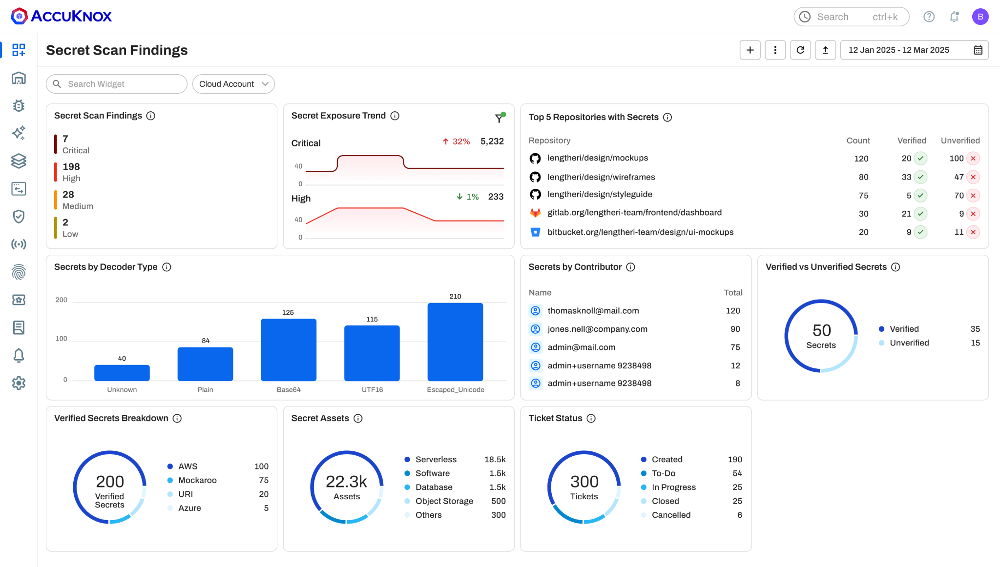 ACCUKNOX
Search ctrl+k
B
Secret Scan Findings
12 Jan 2025 - 12 Mar 2025
Search Widget
Cloud Account
Secret Scan Findings
7
Critical
198
High
28
Medium
2
Low
Secret Exposure Trend
Critical 32% 5,232
40
0
High 1% 233
40
0
Top 5 Repositories with Secrets
Repository Count Verified Unverified
lengtheri/design/mockups 120 20 100
lengtheri/design/wireframes 80 33 47
lengtheri/design/styleguide 75 5 70
gitlab.org/lengtheri-team/frontend/dashboard 30 21 9
bitbucket.org/lengtheri-team/design/ui-mockups 20 9 11
Secrets by Decoder Type
200
100
0
40 84 125 115 210
Unknown Plain Base64 UTF16 Escaped_Unicode
Secrets by Contributor
Name Total
thomasknoll@mail.com 120
jones.nell@company.com 90
admin@mail.com 75
admin+username 9238498 12
admin+username 9238498 8
Verified vs Unverified Secrets
50
Secrets
Verified 35
Unverified 15
Verified Secrets Breakdown
200
Verified
Secrets
AWS 100
Mockaroo 75
URI 20
Azure 5
Secret Assets
22.3k
Assets
Serverless 18.5k
Software 1.5k
Database 1.5k
Object Storage 500
Others 300
Ticket Status
300
Tickets
Created 190
To-Do 54
In Progress 25
Closed 25
Cancelled 6